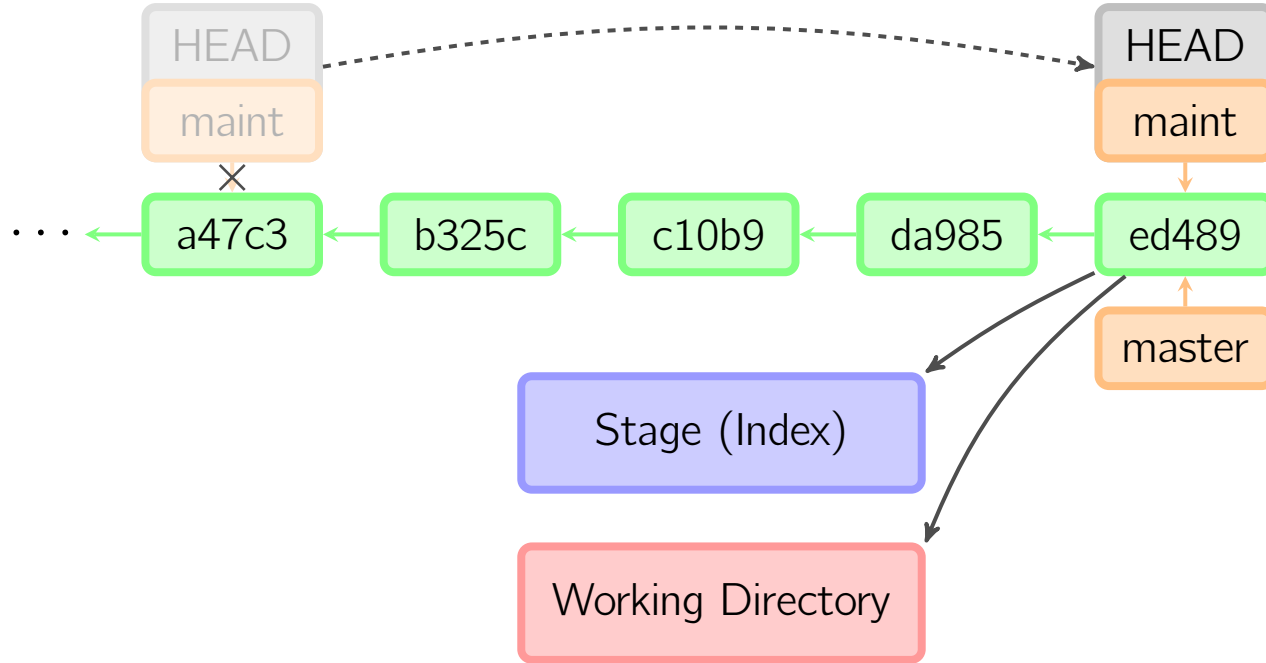 HEAD
HEAD
maint
maint
... a47c3 b325c c10b9 da985 ed489
master
Stage (Index)
Working Directory